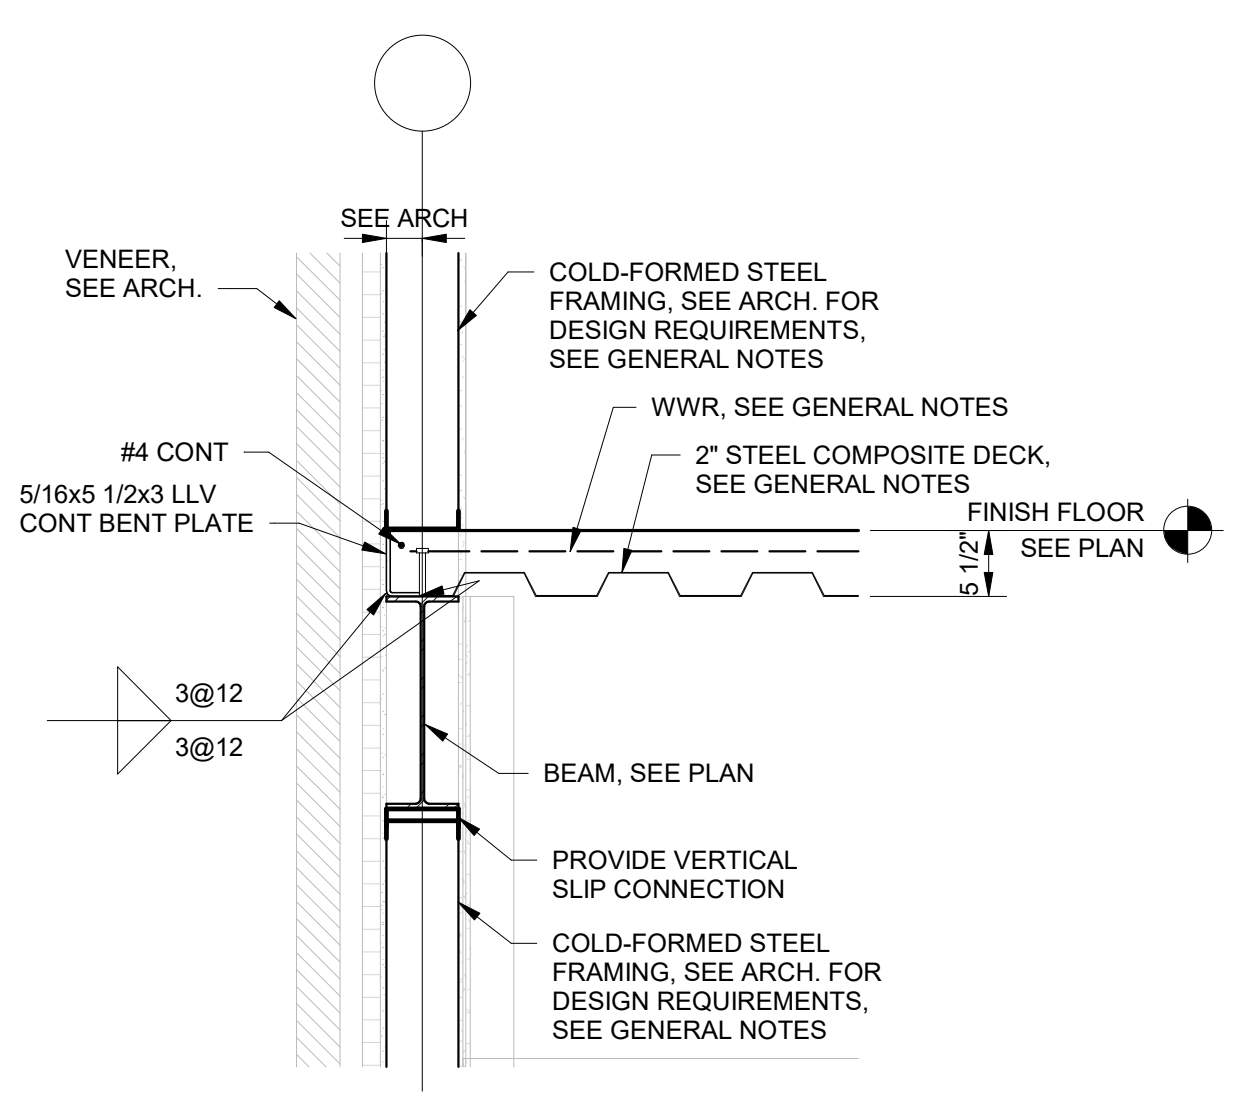 SEE ARCH
VENEER,
SEE ARCH.
COLD-FORMED STEEL
FRAMING, SEE ARCH. FOR
DESIGN REQUIREMENTS,
SEE GENERAL NOTES
WWR, SEE GENERAL NOTES
#4 CONT
2" STEEL COMPOSITE DECK,
SEE GENERAL NOTES
5/16x5 1/2x3 LLV
CONT BENT PLATE
FINISH FLOOR
SEE PLAN
5 1/2"
3@12
3@12
BEAM, SEE PLAN
PROVIDE VERTICAL
SLIP CONNECTION
COLD-FORMED STEEL
FRAMING, SEE ARCH. FOR
DESIGN REQUIREMENTS,
SEE GENERAL NOTES